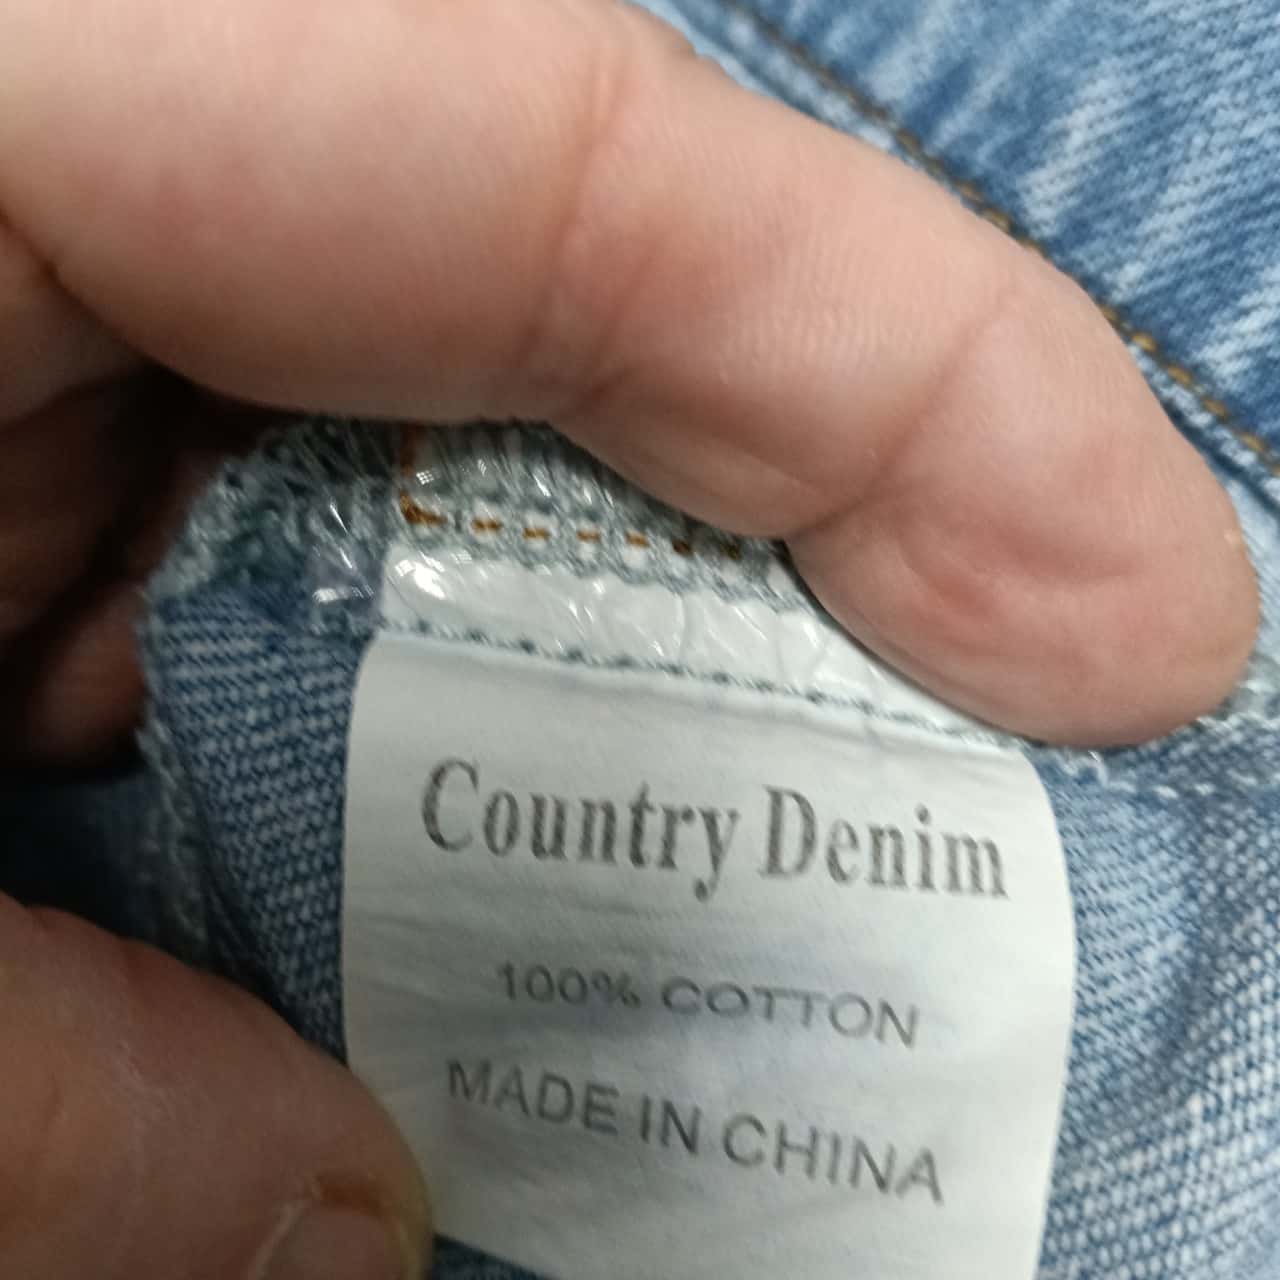 Country Denim
100% COTTON
MADE IN CHINA